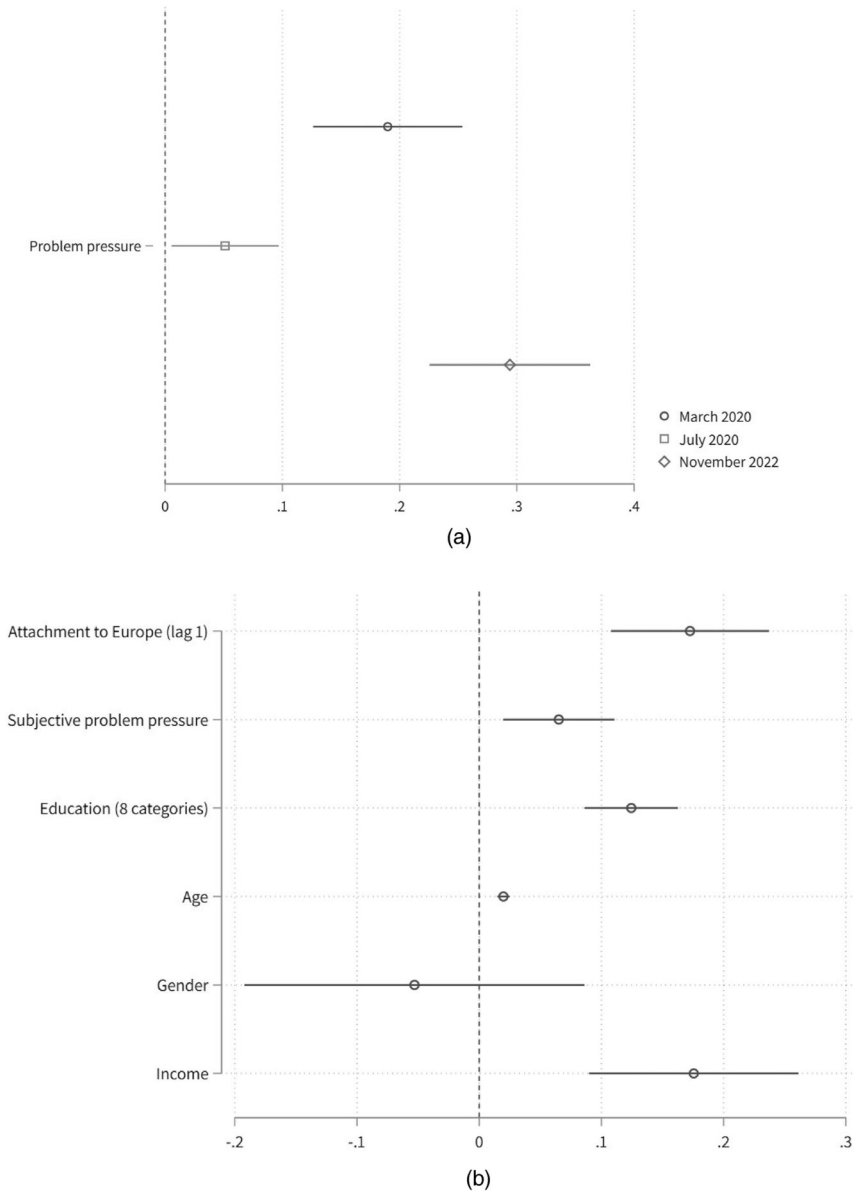 Problem pressure
March 2020
July 2020
November 2022
0 .1 .2 .3 .4
(a)
Attachment to Europe (lag 1)
Subjective problem pressure
Education (8 categories)
Age
Gender
Income
-.2 -.1 0 .1 .2 .3
(b)